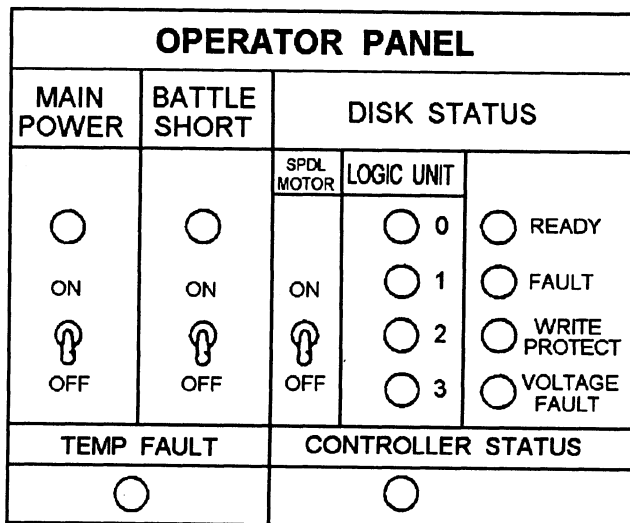 OPERATOR PANEL
MAIN
POWER
BATTLE
SHORT
DISK STATUS
SPDL
MOTOR
LOGIC UNIT
0
READY
ON
ON
ON
1
FAULT
2
WRITE
PROTECT
OFF
OFF
OFF
3
VOLTAGE
FAULT
TEMP FAULT
CONTROLLER STATUS